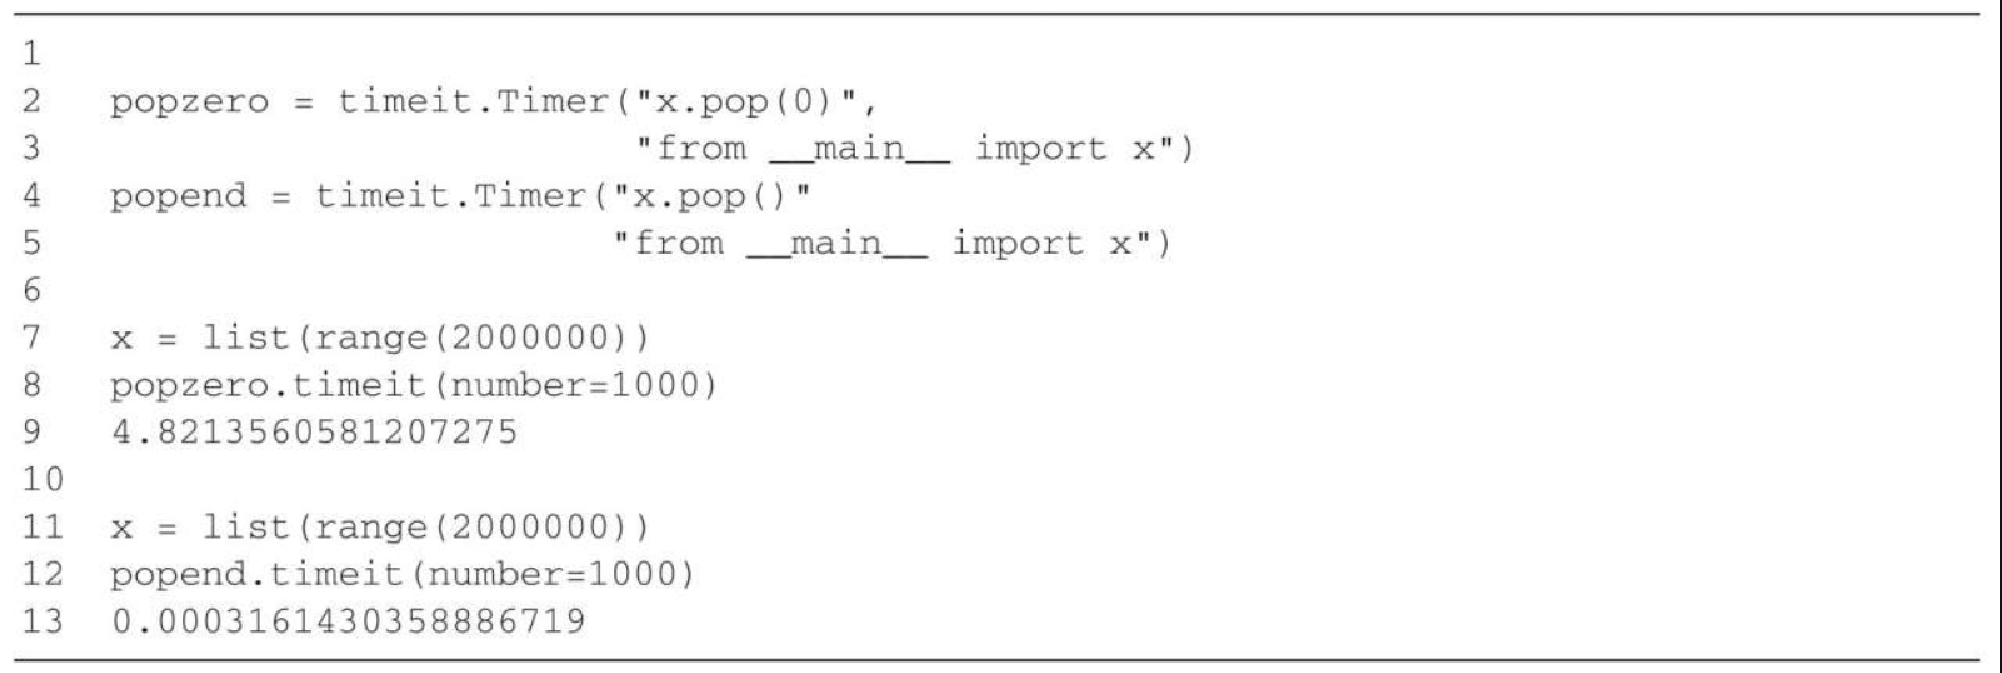 1
2 popzero = timeit.Timer("x.pop(0)",
3 "from __main__ import x")
4 popend = timeit.Timer("x.pop()"
5 "from __main__ import x")
6
7 x = list(range(2000000))
8 popzero.timeit(number=1000)
9 4.8213560581207275
10
11 x = list(range(2000000))
12 popend.timeit(number=1000)
13 0.0003161430358886719